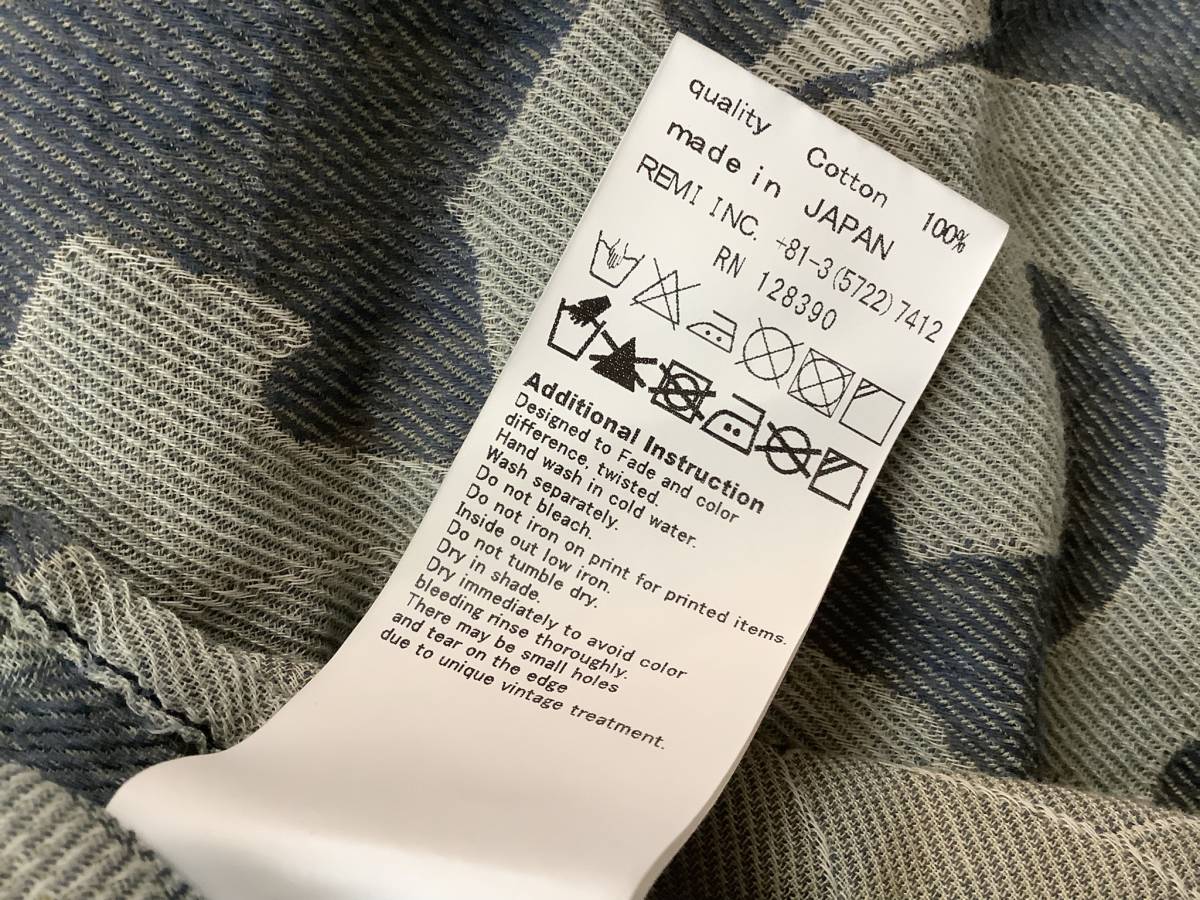 quality Cotton 100%
made in JAPAN
REMI INC. +81-3(5722)7412
RN 128390
Additional Instruction
Designed to Fade and color
difference, twisted.
Hand wash in cold water.
Wash separately.
Do not bleach.
Do not iron on print for printed items.
Inside out low iron.
Do not tumble dry.
Dry in shade.
Dry immediately to avoid color
bleeding rinse thoroughly.
There may be small holes
and tear on the edge
due to unique vintage treatment.